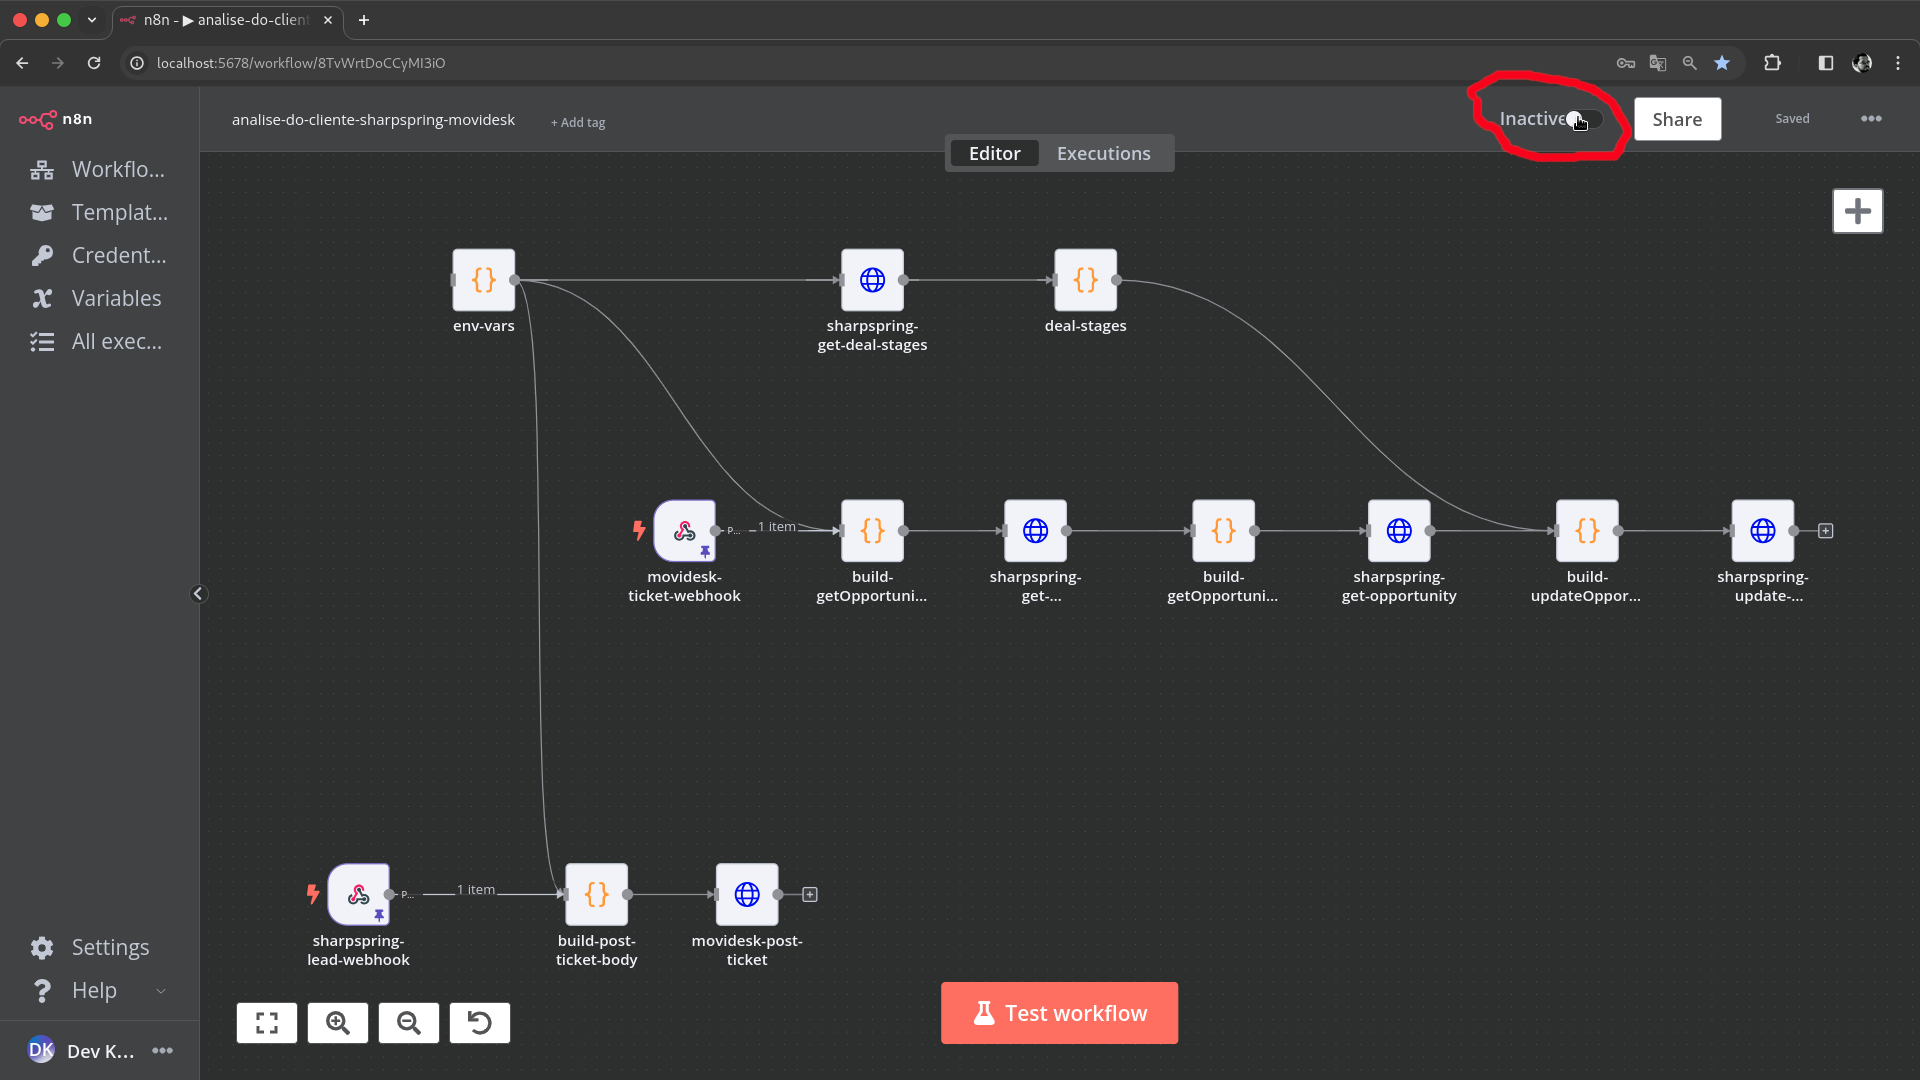 n8n - ▶ analise-do-client
localhost:5678/workflow/8TvWrtDoCCyMI3iO
n8n
analise-do-cliente-sharpspring-movidesk
+ Add tag
Inactive
Share
Saved
Editor
Executions
Workflo...
Templat...
Credent...
Variables
All exec...
env-vars
sharpspring-
get-deal-stages
deal-stages
P...
1 item
movidesk-
ticket-webhook
build-
getOpportuni...
sharpspring-
get-...
build-
getOpportuni...
sharpspring-
get-opportunity
build-
updateOppor...
sharpspring-
update-...
P...
1 item
sharpspring-
lead-webhook
build-post-
ticket-body
movidesk-post-
ticket
Settings
Help
DK
Dev K...
Test workflow